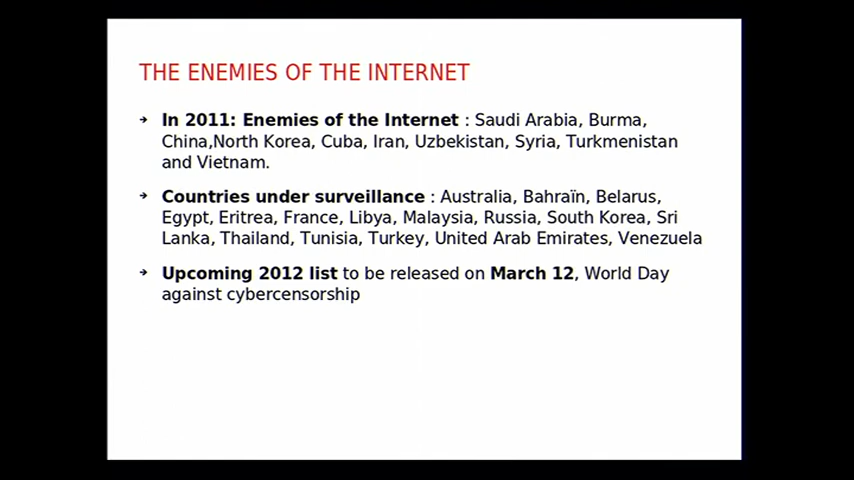 THE ENEMIES OF THE INTERNET
➔ In 2011: Enemies of the Internet : Saudi Arabia, Burma,
China,North Korea, Cuba, Iran, Uzbekistan, Syria, Turkmenistan
and Vietnam.
➔ Countries under surveillance : Australia, Bahraïn, Belarus,
Egypt, Eritrea, France, Libya, Malaysia, Russia, South Korea, Sri
Lanka, Thailand, Tunisia, Turkey, United Arab Emirates, Venezuela
➔ Upcoming 2012 list to be released on March 12, World Day
against cybercensorship